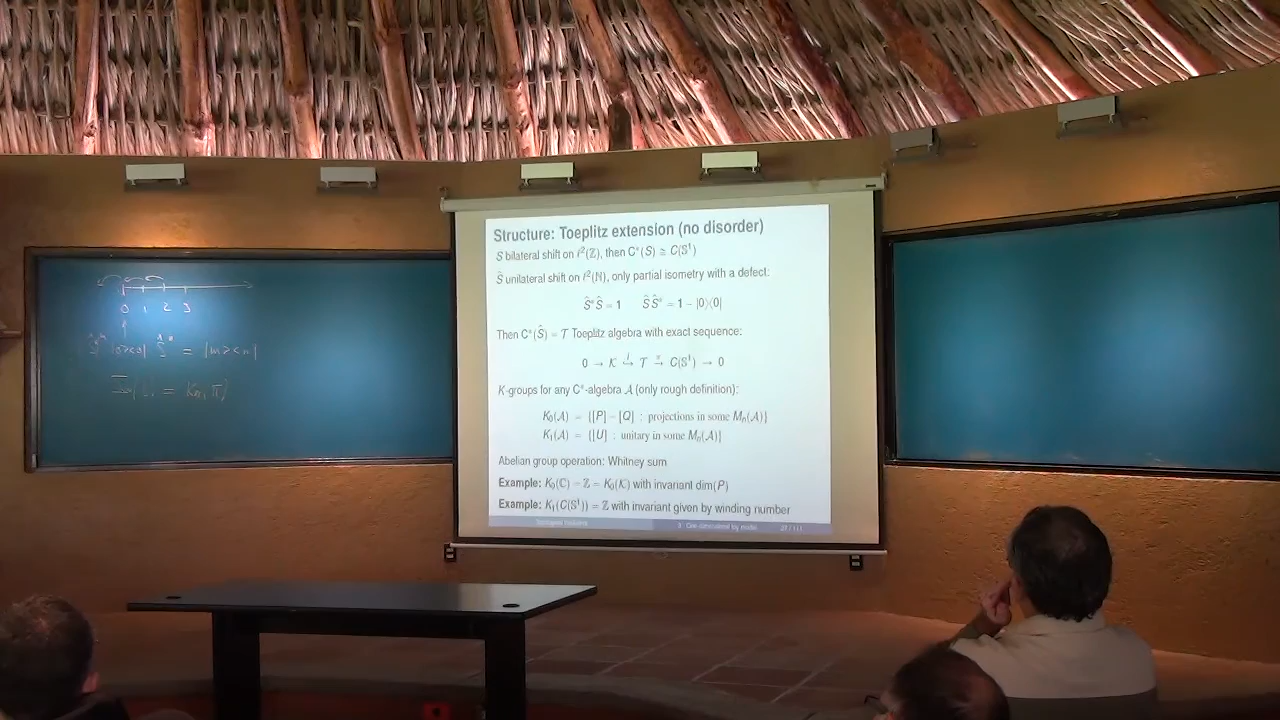 0 1 2 3
Structure: Toeplitz extension (no disorder)
S bilateral shift on ℓ²(ℤ), then C*(S) ≅ C(𝕊¹)
Ŝ unilateral shift on ℓ²(ℕ), only partial isometry with a defect:
Ŝ*Ŝ = 1 Ŝ Ŝ* = 1 − |0⟩⟨0|
Then C*(Ŝ) = 𝒯 Toeplitz algebra with exact sequence:
0 → 𝒦 ↪ 𝒯 → C(𝕊¹) → 0
K-groups for any C*-algebra 𝒜 (only rough definition):
K₀(𝒜) = {[P] − [Q] : projections in some Mₙ(𝒜)}
K₁(𝒜) = {[U] : unitary in some Mₙ(𝒜)}
Abelian group operation: Whitney sum
Example: K₀(ℂ) = ℤ = K₀(𝒦) with invariant dim(P)
Example: K₁(C(𝕊¹)) = ℤ with invariant given by winding number